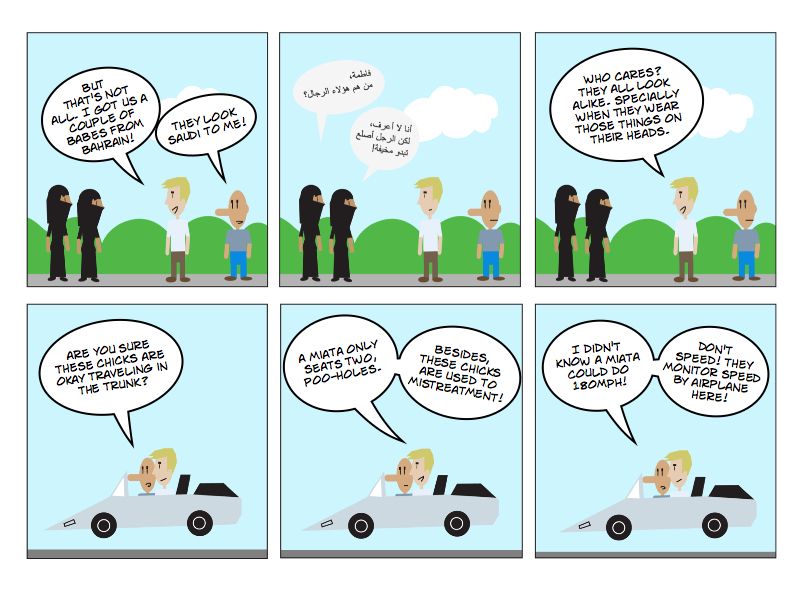 BUT
THAT'S NOT
ALL. I GOT US A
COUPLE OF
BABES FROM
BAHRAIN!
THEY LOOK
SAUDI TO ME!
فاطمة،
من هم هؤلاء الرجال؟
أنا لا أعرف،
لكن الرجل أصلع
تبدو مخيفة!
WHO CARES?
THEY ALL LOOK
ALIKE. SPECIALLY
WHEN THEY WEAR
THOSE THINGS ON
THEIR HEADS.
ARE YOU SURE
THESE CHICKS ARE
OKAY TRAVELING IN
THE TRUNK?
A MIATA ONLY
SEATS TWO,
POO-HOLES.
BESIDES,
THESE CHICKS
ARE USED TO
MISTREATMENT!
I DIDN'T
KNOW A MIATA
COULD DO
180MPH!
DON'T
SPEED! THEY
MONITOR SPEED
BY AIRPLANE
HERE!